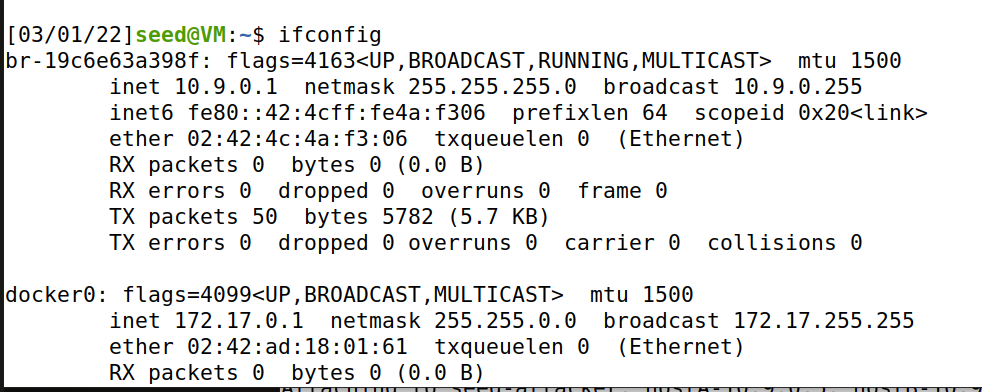 [03/01/22]seed@VM:~$ ifconfig
br-19c6e63a398f: flags=4163<UP,BROADCAST,RUNNING,MULTICAST>  mtu 1500
        inet 10.9.0.1  netmask 255.255.255.0  broadcast 10.9.0.255
        inet6 fe80::42:4cff:fe4a:f306  prefixlen 64  scopeid 0x20<link>
        ether 02:42:4c:4a:f3:06  txqueuelen 0  (Ethernet)
        RX packets 0  bytes 0 (0.0 B)
        RX errors 0  dropped 0  overruns 0  frame 0
        TX packets 50  bytes 5782 (5.7 KB)
        TX errors 0  dropped 0 overruns 0  carrier 0  collisions 0

docker0: flags=4099<UP,BROADCAST,MULTICAST>  mtu 1500
        inet 172.17.0.1  netmask 255.255.0.0  broadcast 172.17.255.255
        ether 02:42:ad:18:01:61  txqueuelen 0  (Ethernet)
        RX packets 0  bytes 0 (0.0 B)
Attaching to seed-attacker,